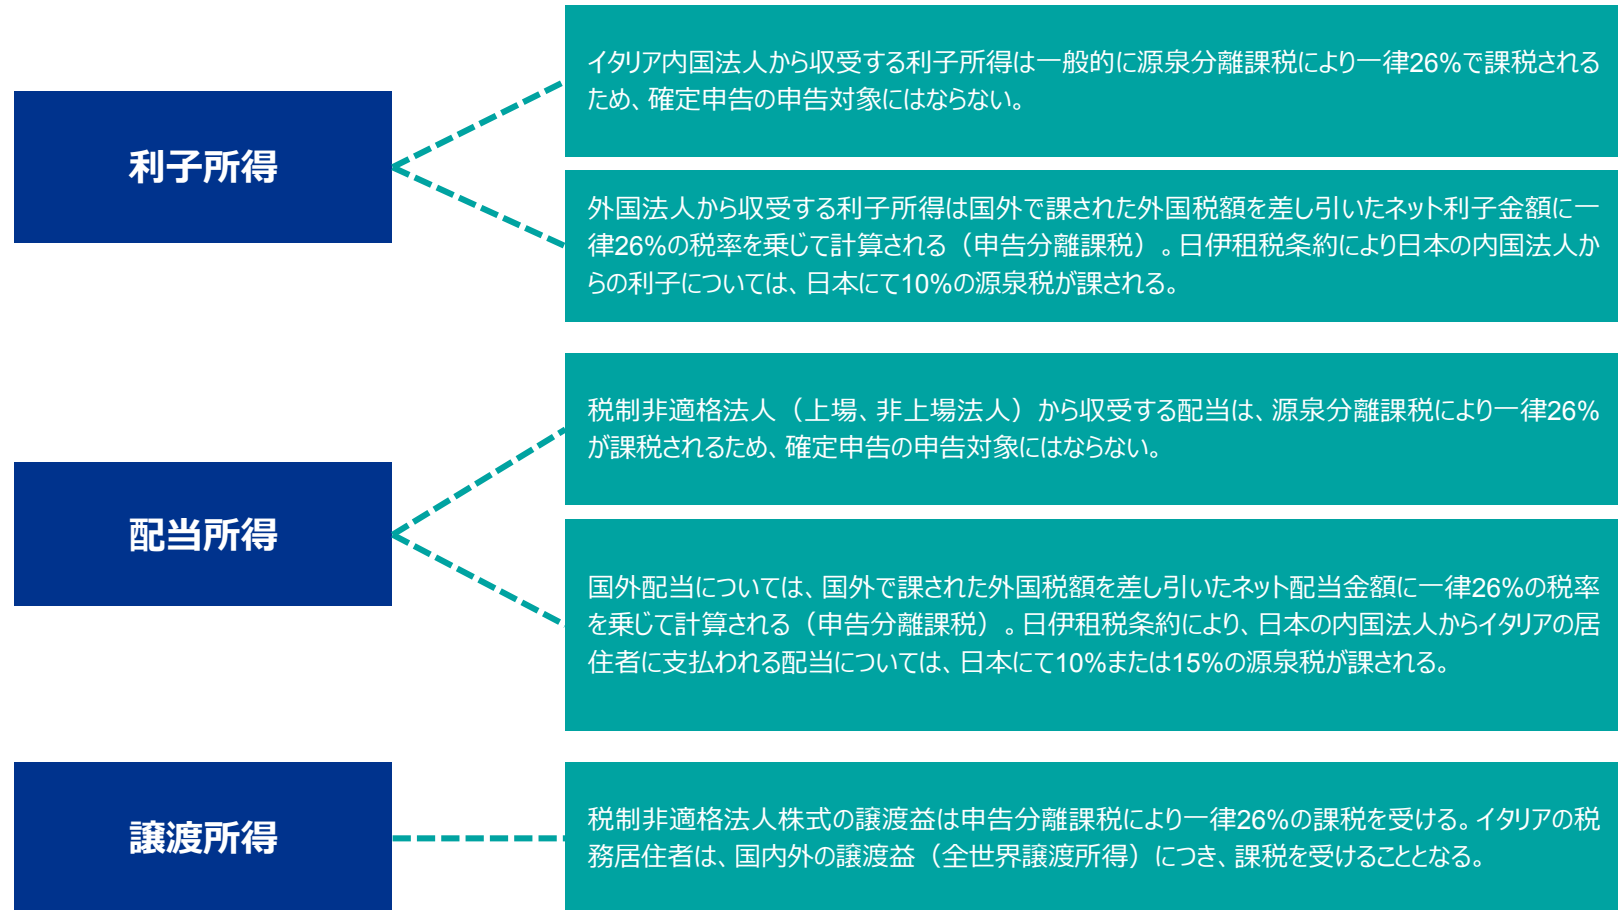 利子所得
イタリア内国法人から収受する利子所得は一般的に源泉分離課税により一律26%で課税される
ため、確定申告の申告対象にはならない。
外国法人から収受する利子所得は国外で課された外国税額を差し引いたネット利子金額に一
律26%の税率を乗じて計算される（申告分離課税）。日伊租税条約により日本の内国法人か
らの利子については、日本にて10%の源泉税が課される。
配当所得
税制非適格法人（上場、非上場法人）から収受する配当は、源泉分離課税により一律26%
が課税されるため、確定申告の申告対象にはならない。
国外配当については、国外で課された外国税額を差し引いたネット配当金額に一律26%の税率
を乗じて計算される（申告分離課税）。日伊租税条約により、日本の内国法人からイタリアの居
住者に支払われる配当については、日本にて10%または15%の源泉税が課される。
譲渡所得
税制非適格法人株式の譲渡益は申告分離課税により一律26%の課税を受ける。イタリアの税
務居住者は、国内外の譲渡益（全世界譲渡所得）につき、課税を受けることとなる。